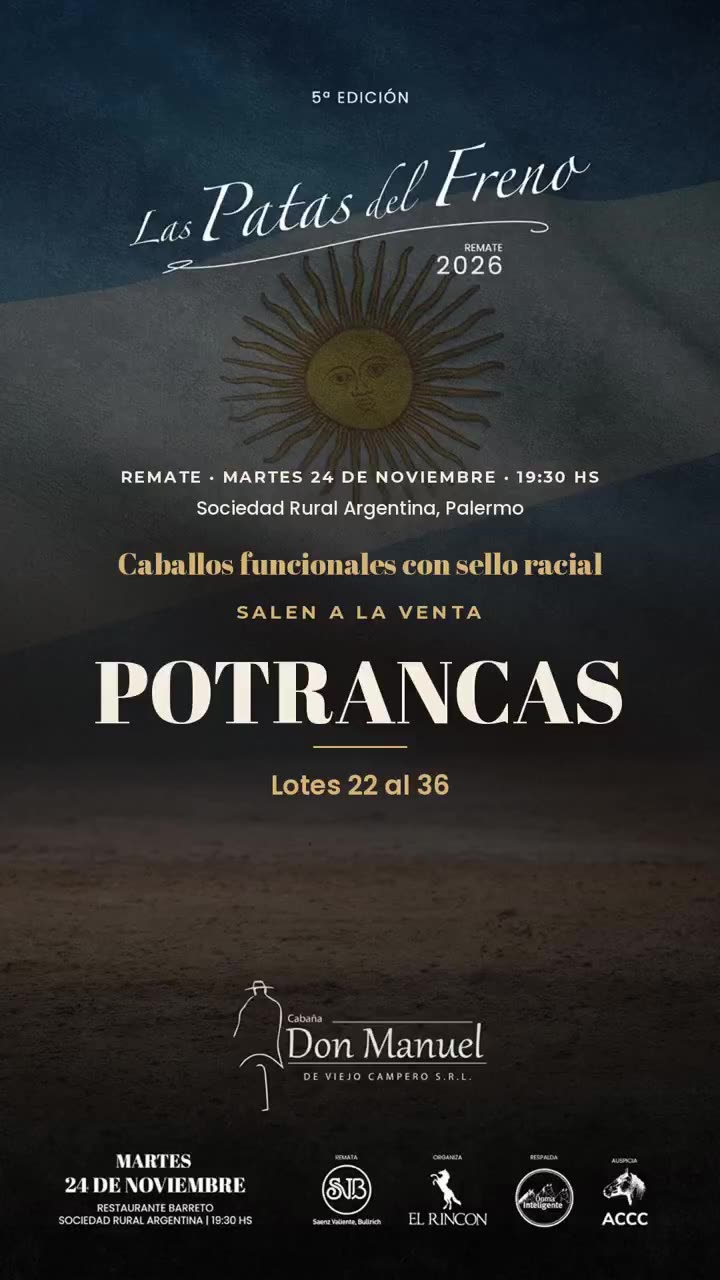 5ª EDICIÓN
Las Patas del Freno
REMATE
2026
REMATE · MARTES 24 DE NOVIEMBRE · 19:30 HS
Sociedad Rural Argentina, Palermo
Caballos funcionales con sello racial
SALEN A LA VENTA
POTRANCAS
Lotes 22 al 36
Cabaña
Don Manuel
DE VIEJO CAMPERO S.R.L.
MARTES
24 DE NOVIEMBRE
RESTAURANTE BARRETO
SOCIEDAD RURAL ARGENTINA | 19:30 HS
REMATA
SVB
Saenz Valiente, Bullrich
ORGANIZA
EL RINCON
RESPALDA
Doma
Inteligente
AUSPICIA
ACCC